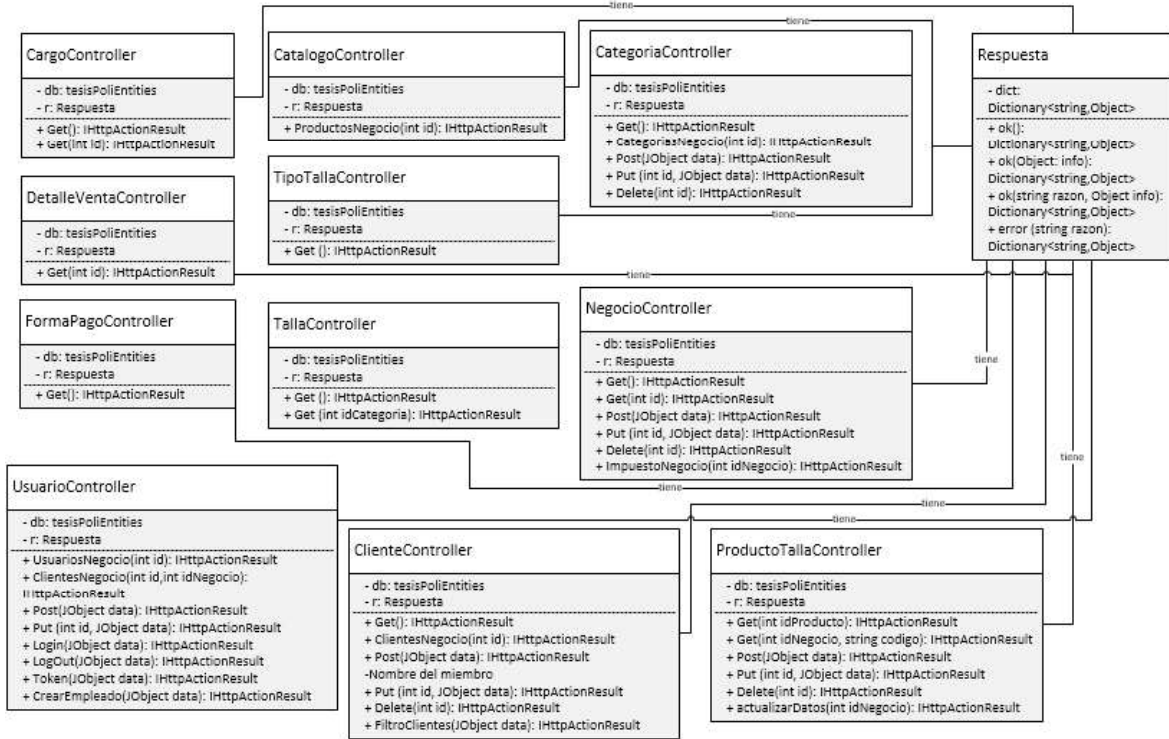 tiene
tiene
CargoController
- db: tesisPoliEntities
- r: Respuesta
+ Get(): IHttpActionResult
+ Get(int id): IHttpActionResult
CatalogoController
- db: tesisPoliEntities
- r: Respuesta
+ ProductosNegocio(int id): IHttpActionResult
CategoriaController
- db: tesisPoliEntities
- r: Respuesta
+ Get(): IHttpActionResult
+ CategoriasNegocio(int id): IHttpActionResult
+ Post(JObject data): IHttpActionResult
+ Put (int id, JObject data): IHttpActionResult
+ Delete(int id): IHttpActionResult
Respuesta
- dict:
Dictionary<string,Object>
+ ok():
Dictionary<string,Object>
+ ok(Object: info):
Dictionary<string,Object>
+ ok(string razon, Object info):
Dictionary<string,Object>
+ error (string razon):
Dictionary<string,Object>
DetalleVentaController
- db: tesisPoliEntities
- r: Respuesta
+ Get(int id): IHttpActionResult
TipoTallaController
- db: tesisPoliEntities
- r: Respuesta
+ Get (): IHttpActionResult
tiene
tiene
FormaPagoController
- db: tesisPoliEntities
- r: Respuesta
+ Get(): IHttpActionResult
TallaController
- db: tesisPoliEntities
- r: Respuesta
+ Get (): IHttpActionResult
+ Get (int idCategoria): IHttpActionResult
NegocioController
- db: tesisPoliEntities
- r: Respuesta
+ Get(): IHttpActionResult
+ Get(int id): IHttpActionResult
+ Post(JObject data): IHttpActionResult
+ Put (int id, JObject data): IHttpActionResult
+ Delete(int id): IHttpActionResult
+ ImpuestoNegocio(int idNegocio): IHttpActionResult
tiene
tiene
tiene
tiene
tiene
UsuarioController
- db: tesisPoliEntities
- r: Respuesta
+ UsuariosNegocio(int id): IHttpActionResult
+ ClientesNegocio(int id,int idNegocio):
IHttpActionResult
+ Post(JObject data): IHttpActionResult
+ Put (int id, JObject data): IHttpActionResult
+ Login(JObject data): IHttpActionResult
+ LogOut(JObject data): IHttpActionResult
+ Token(JObject data): IHttpActionResult
+ CrearEmpleado(JObject data): IHttpActionResult
ClienteController
- db: tesisPoliEntities
- r: Respuesta
+ Get(): IHttpActionResult
+ ClientesNegocio(int id): IHttpActionResult
+ Post(JObject data): IHttpActionResult
-Nombre del miembro
+ Put (int id, JObject data): IHttpActionResult
+ Delete(int id): IHttpActionResult
+ FiltroClientes(JObject data): IHttpActionResult
ProductoTallaController
- db: tesisPoliEntities
- r: Respuesta
+ Get(int idProducto): IHttpActionResult
+ Get(int idNegocio, string codigo): IHttpActionResult
+ Post(JObject data): IHttpActionResult
+ Put (int id, JObject data): IHttpActionResult
+ Delete(int id): IHttpActionResult
+ actualizarDatos(int idNegocio): IHttpActionResult